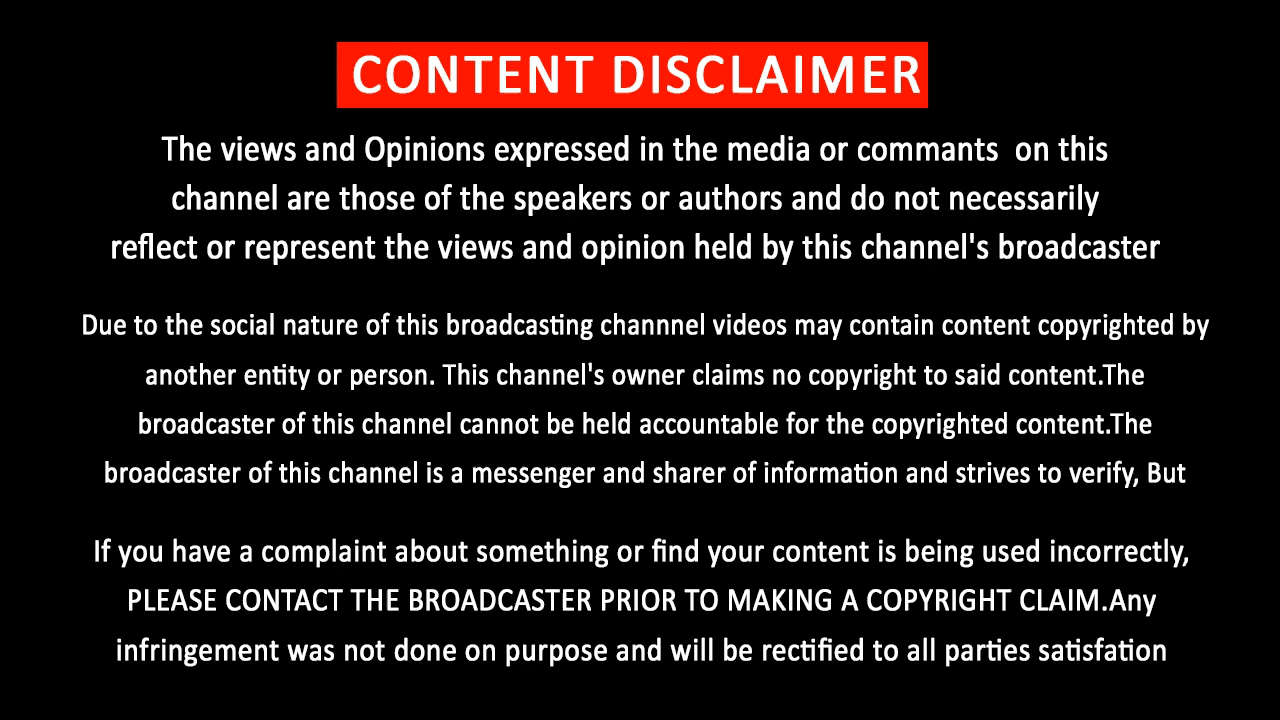 CONTENT DISCLAIMER
The views and Opinions expressed in the media or commants on this
channel are those of the speakers or authors and do not necessarily
reflect or represent the views and opinion held by this channel's broadcaster
Due to the social nature of this broadcasting channnel videos may contain content copyrighted by
another entity or person. This channel's owner claims no copyright to said content.The
broadcaster of this channel cannot be held accountable for the copyrighted content.The
broadcaster of this channel is a messenger and sharer of information and strives to verify, But
If you have a complaint about something or find your content is being used incorrectly,
PLEASE CONTACT THE BROADCASTER PRIOR TO MAKING A COPYRIGHT CLAIM.Any
infringement was not done on purpose and will be rectified to all parties satisfation